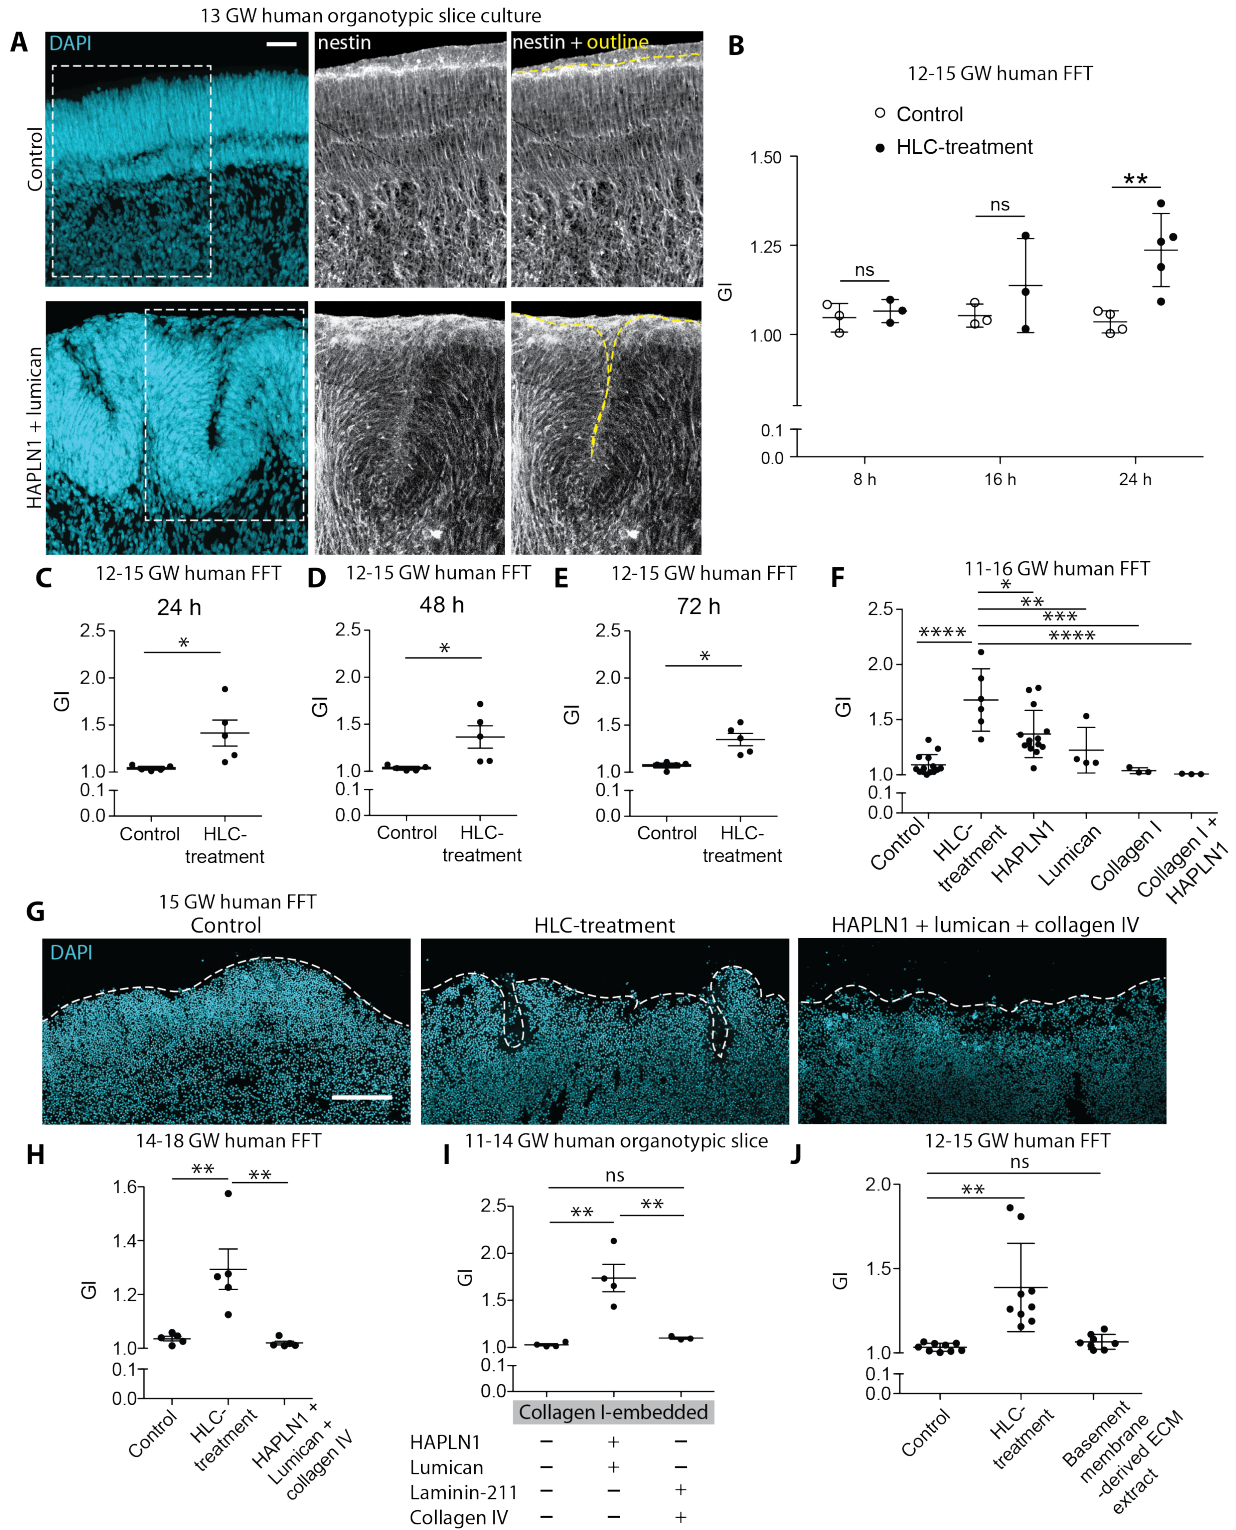 13 GW human organotypic slice culture
A
DAPI
nestin
nestin + outline
Control
HAPLN1 + lumican
B
12-15 GW human FFT
Control
HLC-treatment
1.50
1.25
1.00
0.1
0.0
GI
ns
ns
**
8 h
16 h
24 h
C
12-15 GW human FFT
24 h
2.5
2.0
1.5
1.0
0.1
0.0
GI
*
Control
HLC-
treatment
D
12-15 GW human FFT
48 h
2.5
2.0
1.5
1.0
0.1
0.0
GI
*
Control
HLC-
treatment
E
12-15 GW human FFT
72 h
2.5
2.0
1.5
1.0
0.1
0.0
GI
*
Control
HLC-
treatment
F
11-16 GW human FFT
2.5
2.0
1.5
1.0
0.1
0.0
GI
****
*
**
***
****
Control
HLC-
treatment
HAPLN1
Lumican
Collagen I
Collagen I +
HAPLN1
G
15 GW human FFT
Control
HLC-treatment
HAPLN1 + lumican + collagen IV
DAPI
H
14-18 GW human FFT
1.6
1.4
1.2
1.0
0.1
0.0
GI
**
**
Control
HLC-
treatment
HAPLN1 +
Lumican +
collagen IV
I
11-14 GW human organotypic slice
2.5
2.0
1.5
1.0
0.1
0.0
GI
ns
**
**
Collagen I-embedded
HAPLN1 – + –
Lumican – + –
Laminin-211 – – +
Collagen IV – – +
J
12-15 GW human FFT
2.0
1.5
1.0
0.1
0.0
GI
ns
**
Control
HLC-
treatment
Basement
membrane
-derived ECM
extract